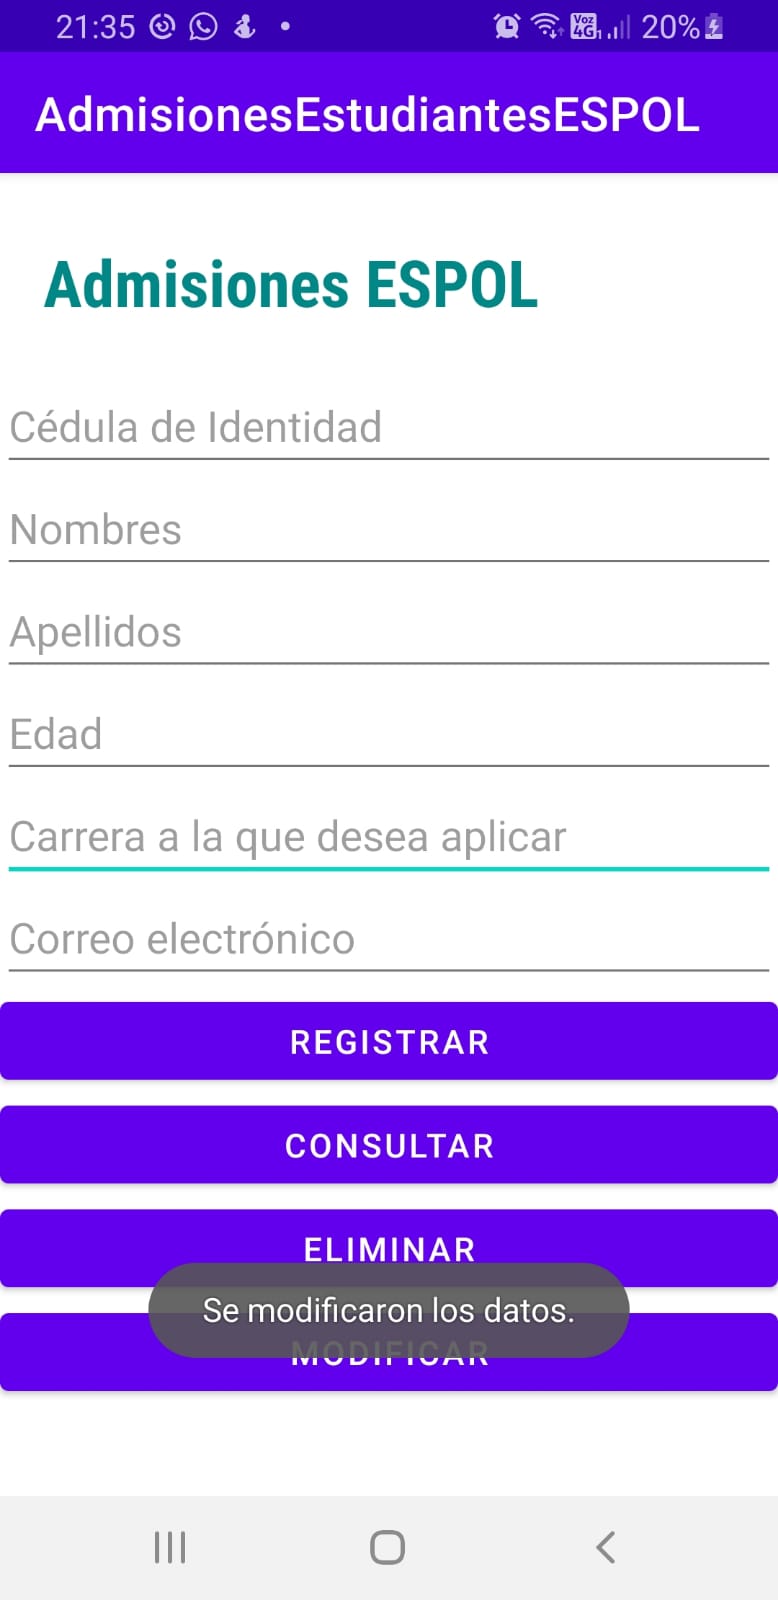 21:35 Voz 4G 1 20%
AdmisionesEstudiantesESPOL
Admisiones ESPOL
Cédula de Identidad
Nombres
Apellidos
Edad
Carrera a la que desea aplicar
Correo electrónico
REGISTRAR
CONSULTAR
ELIMINAR
Se modificaron los datos.
MODIFICAR